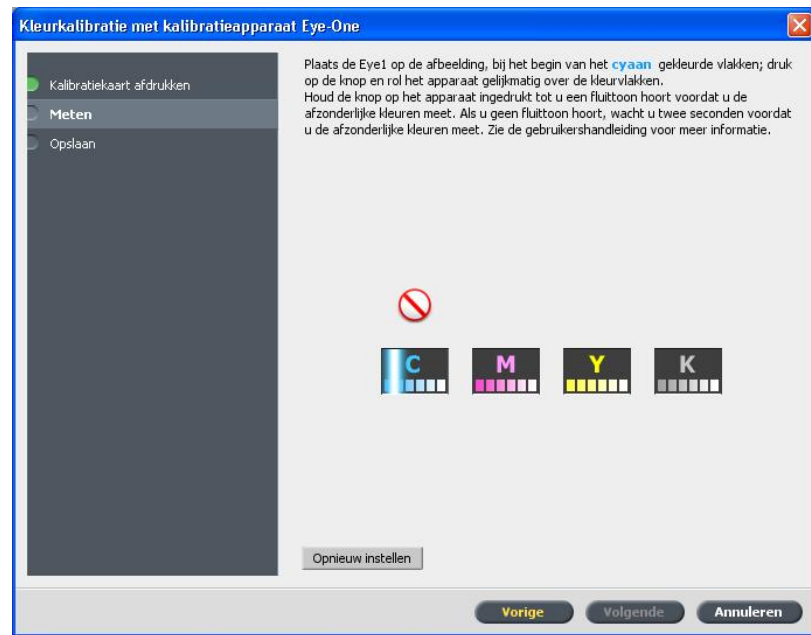 Kleurkalibratie met kalibratieapparaat Eye-One
Kalibratiekaart afdrukken
Meten
Opslaan
Plaats de Eye1 op de afbeelding, bij het begin van het cyaan gekleurde vlakken; druk
op de knop en rol het apparaat gelijkmatig over de kleurvlakken.
Houd de knop op het apparaat ingedrukt tot u een fluittoon hoort voordat u de
afzonderlijke kleuren meet. Als u geen fluittoon hoort, wacht u twee seconden voordat
u de afzonderlijke kleuren meet. Zie de gebruikershandleiding voor meer informatie.
C M Y K
Opnieuw instellen
Vorige Volgende Annuleren